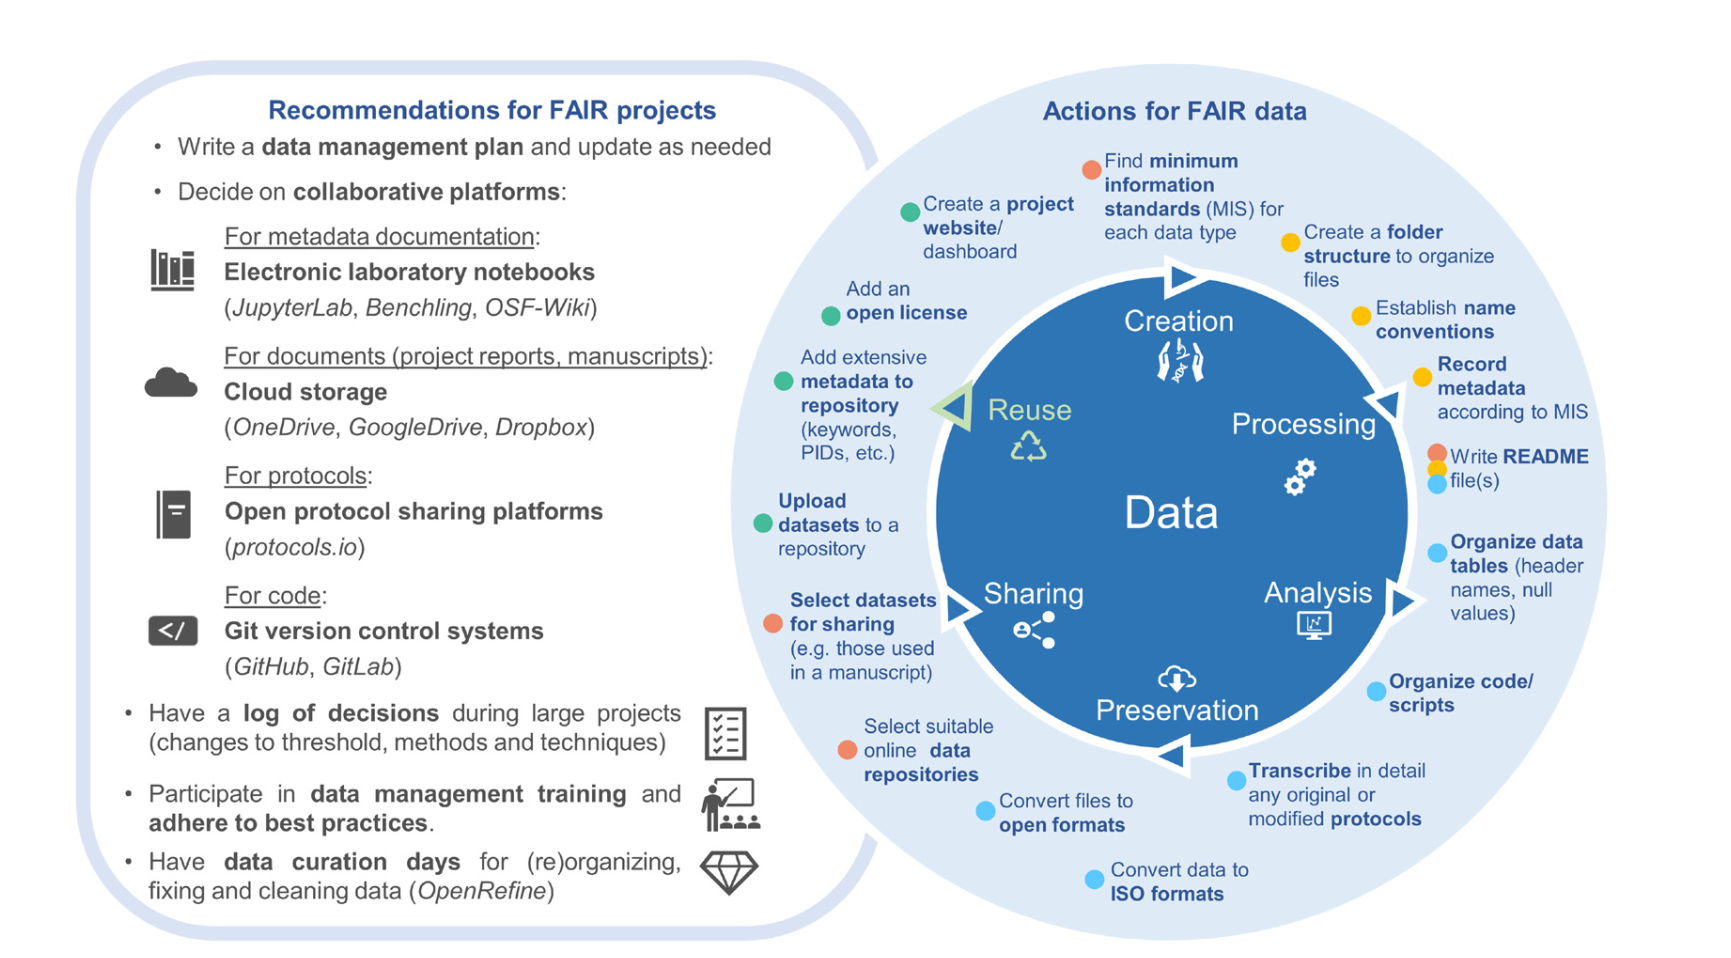 Recommendations for FAIR projects
• Write a data management plan and update as needed
• Decide on collaborative platforms:
For metadata documentation:
Electronic laboratory notebooks
(JupyterLab, Benchling, OSF-Wiki)
For documents (project reports, manuscripts):
Cloud storage
(OneDrive, GoogleDrive, Dropbox)
For protocols:
Open protocol sharing platforms
(protocols.io)
For code:
</>
Git version control systems
(GitHub, GitLab)
• Have a log of decisions during large projects
(changes to threshold, methods and techniques)
• Participate in data management training and
adhere to best practices.
• Have data curation days for (re)organizing,
fixing and cleaning data (OpenRefine)
Actions for FAIR data
Find minimum
information
standards (MIS) for
each data type
Create a folder
structure to organize
files
Establish name
conventions
Record
metadata
according to MIS
Write README
file(s)
Organize data
tables (header
names, null
values)
Organize code/
scripts
Transcribe in detail
any original or
modified protocols
Convert data to
ISO formats
Convert files to
open formats
Select suitable
online data
repositories
Select datasets
for sharing
(e.g. those used
in a manuscript)
Upload
datasets to a
repository
Add extensive
metadata to
repository
(keywords,
PIDs, etc.)
Add an
open license
Create a project
website/
dashboard
Creation
Processing
Analysis
Preservation
Sharing
Reuse
Data